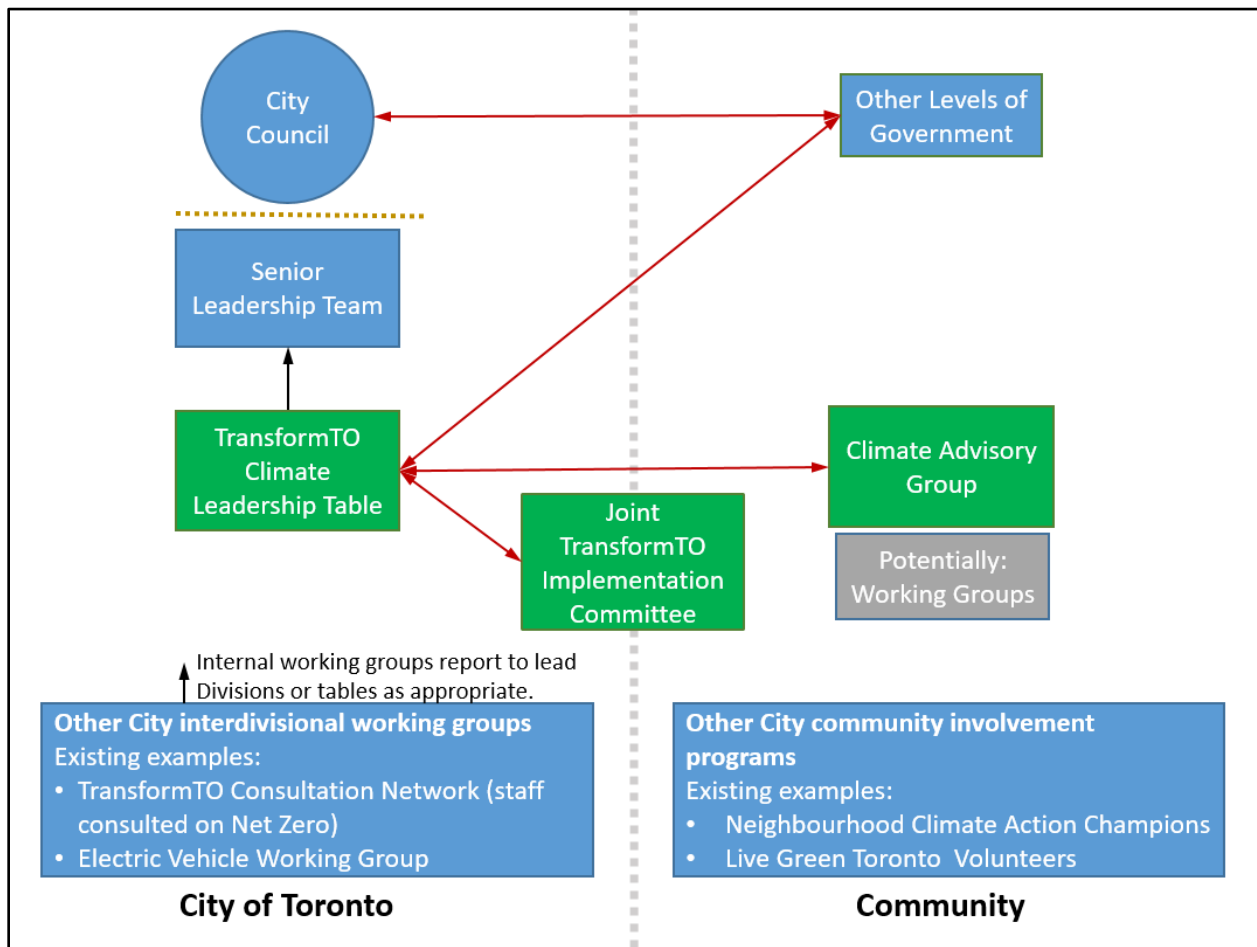 City
Council
Other Levels of
Government
Senior
Leadership Team
TransformTO
Climate
Leadership Table
Climate Advisory
Group
Joint
TransformTO
Implementation
Committee
Potentially:
Working Groups
Internal working groups report to lead
Divisions or tables as appropriate.
Other City interdivisional working groups
Existing examples:
• TransformTO Consultation Network (staff
consulted on Net Zero)
• Electric Vehicle Working Group
Other City community involvement
programs
Existing examples:
• Neighbourhood Climate Action Champions
• Live Green Toronto Volunteers
City of Toronto
Community